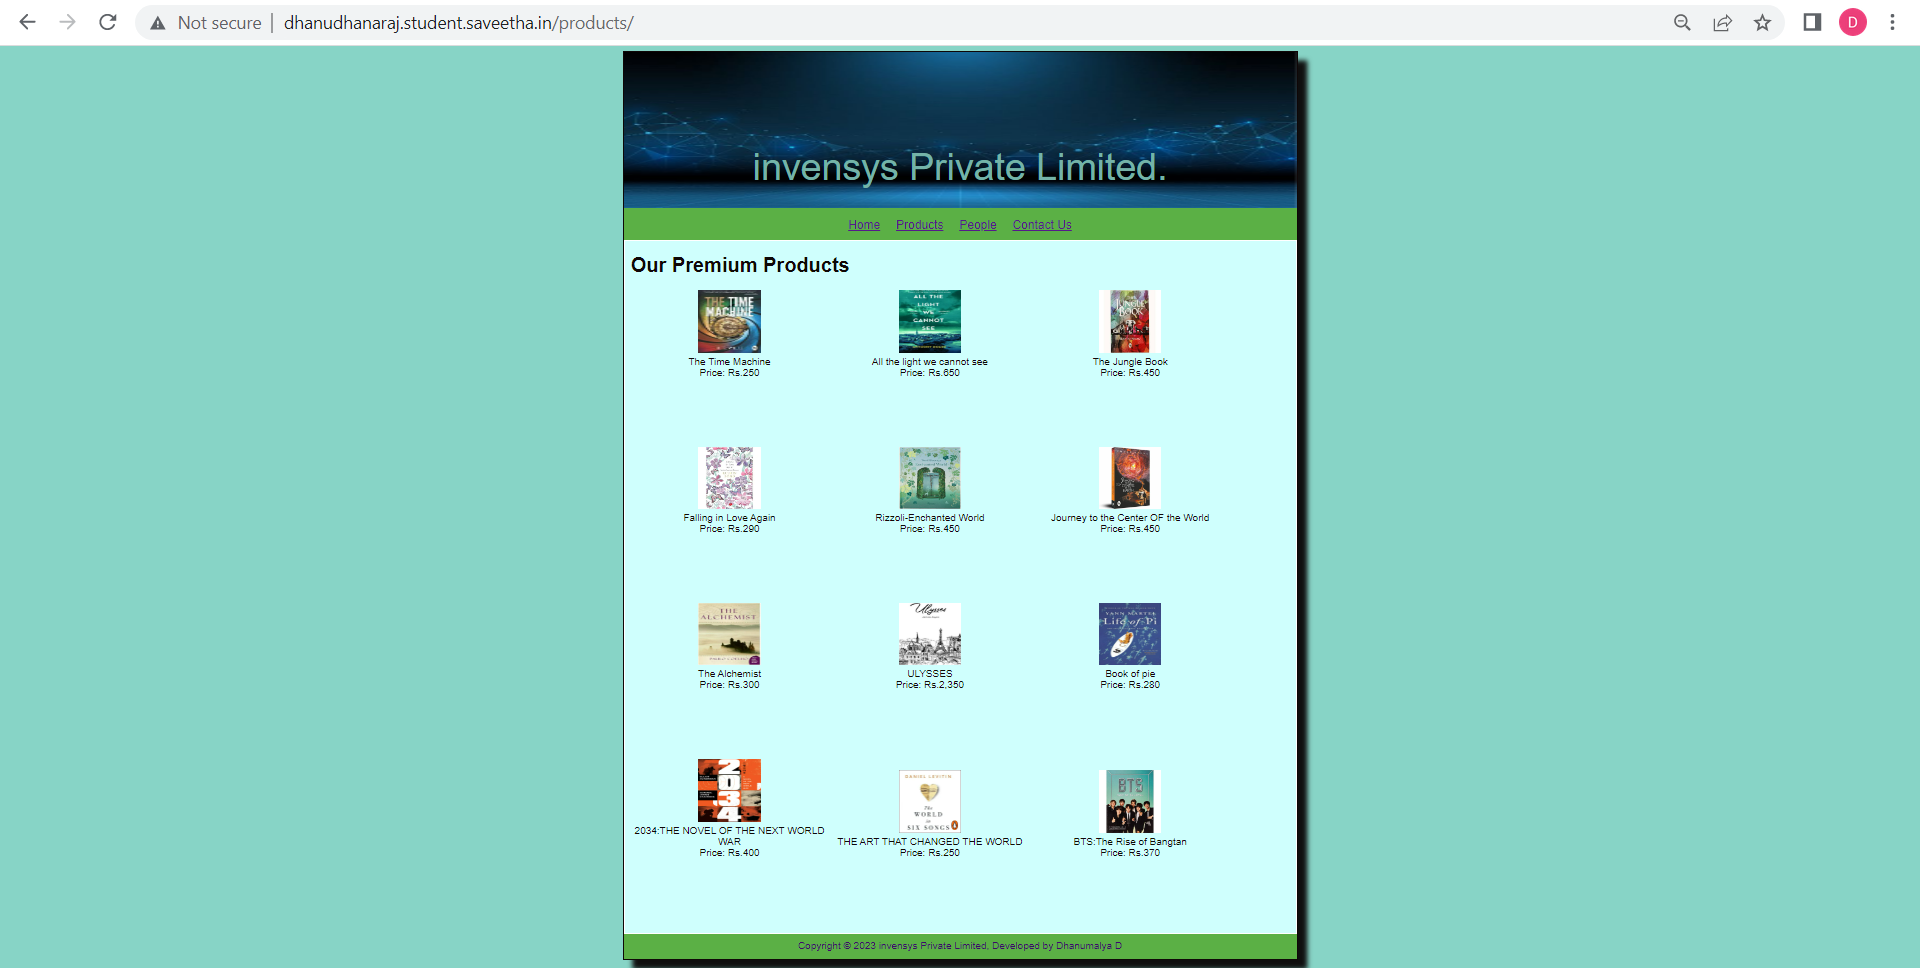 Not secure | dhanudhanaraj.student.saveetha.in/products/
D
invensys Private Limited.
Home Products People Contact Us
Our Premium Products
THE TIME MACHINE
ALL THE LIGHT WE CANNOT SEE
JUNGLE BOOK
The Time Machine
Price: Rs.250
All the light we cannot see
Price: Rs.650
The Jungle Book
Price: Rs.450
Falling in Love Again
Price: Rs.290
Rizzoli-Enchanted World
Price: Rs.450
Journey to the Center OF the World
Price: Rs.450
THE ALCHEMIST
Ulysses
YANN MARTEL
Life of Pi
The Alchemist
Price: Rs.300
ULYSSES
Price: Rs.2,350
Book of pie
Price: Rs.280
2034
DANIEL LEVITIN
The WORLD in SIX SONGS
BTS
2034:THE NOVEL OF THE NEXT WORLD
WAR
Price: Rs.400
THE ART THAT CHANGED THE WORLD
Price: Rs.250
BTS:The Rise of Bangtan
Price: Rs.370
Copyright © 2023 invensys Private Limited, Developed by Dhanumalya D